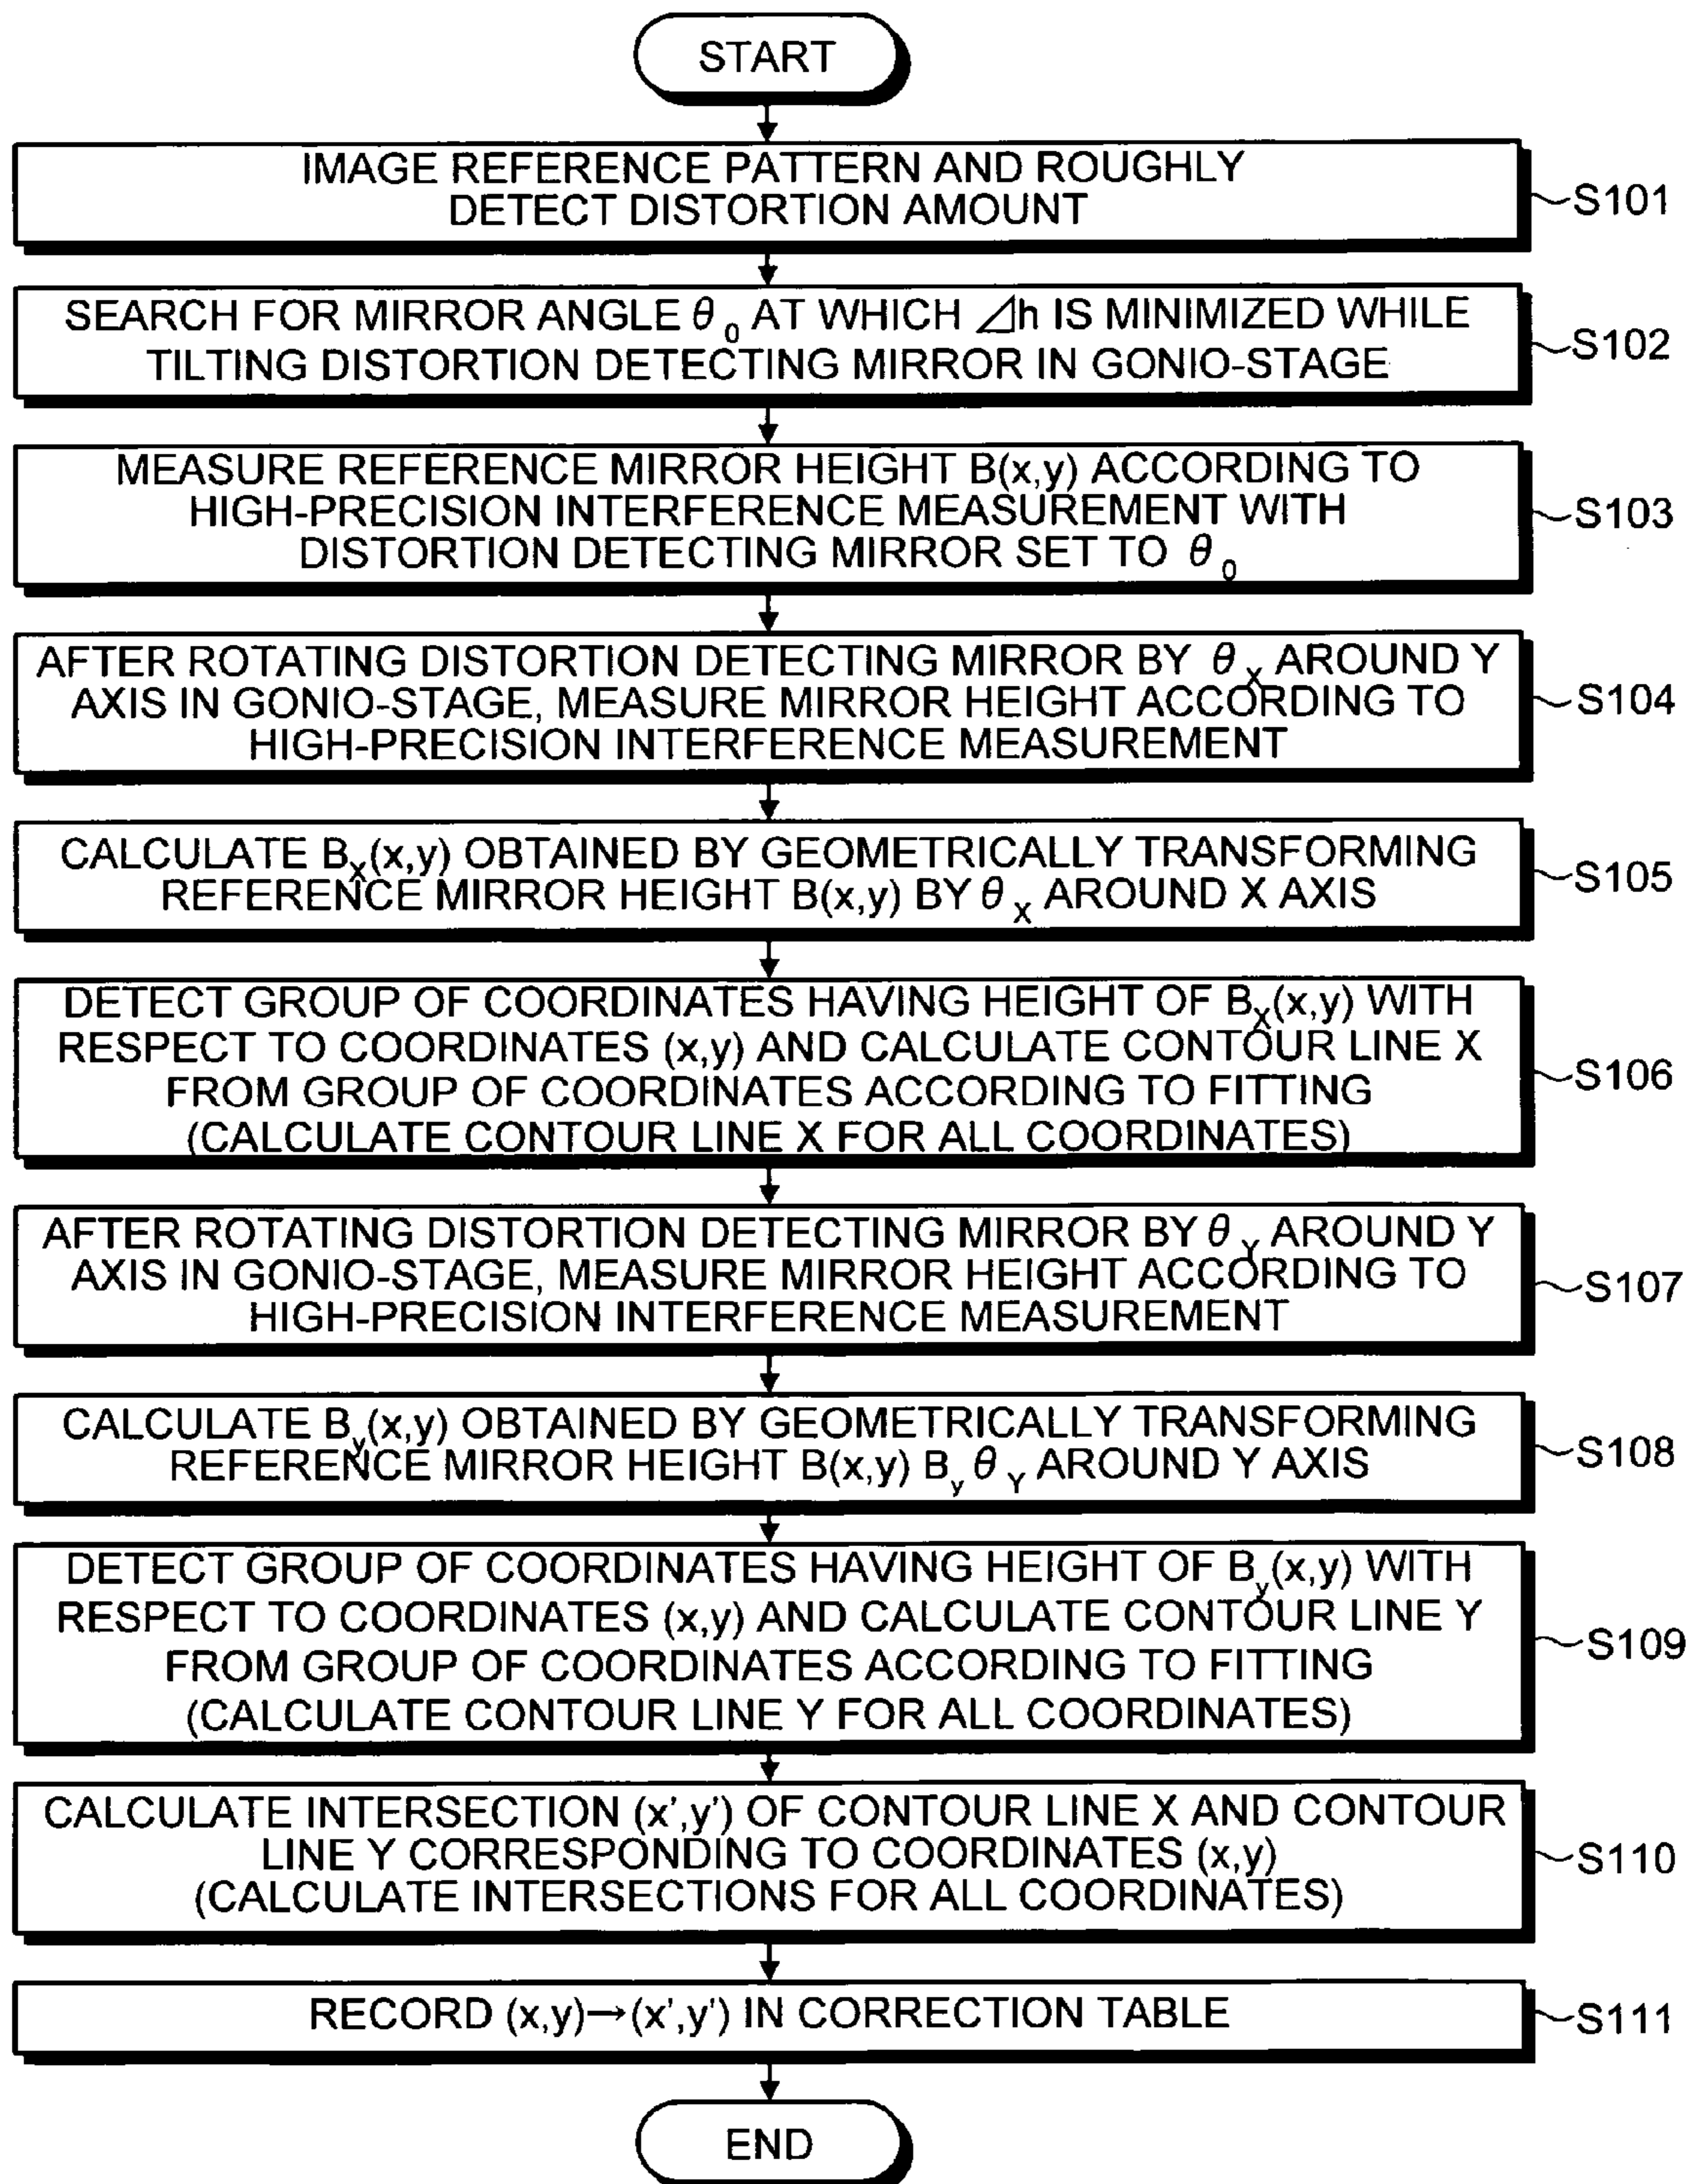 START
IMAGE REFERENCE PATTERN AND ROUGHLY
DETECT DISTORTION AMOUNT
S101
SEARCH FOR MIRROR ANGLE θ₀ AT WHICH ⊿h IS MINIMIZED WHILE
TILTING DISTORTION DETECTING MIRROR IN GONIO-STAGE
S102
MEASURE REFERENCE MIRROR HEIGHT B(x,y) ACCORDING TO
HIGH-PRECISION INTERFERENCE MEASUREMENT WITH
DISTORTION DETECTING MIRROR SET TO θ₀
S103
AFTER ROTATING DISTORTION DETECTING MIRROR BY θ_X AROUND Y
AXIS IN GONIO-STAGE, MEASURE MIRROR HEIGHT ACCORDING TO
HIGH-PRECISION INTERFERENCE MEASUREMENT
S104
CALCULATE B_X(x,y) OBTAINED BY GEOMETRICALLY TRANSFORMING
REFERENCE MIRROR HEIGHT B(x,y) BY θ_X AROUND X AXIS
S105
DETECT GROUP OF COORDINATES HAVING HEIGHT OF B_X(x,y) WITH
RESPECT TO COORDINATES (x,y) AND CALCULATE CONTOUR LINE X
FROM GROUP OF COORDINATES ACCORDING TO FITTING
(CALCULATE CONTOUR LINE X FOR ALL COORDINATES)
S106
AFTER ROTATING DISTORTION DETECTING MIRROR BY θ_Y AROUND Y
AXIS IN GONIO-STAGE, MEASURE MIRROR HEIGHT ACCORDING TO
HIGH-PRECISION INTERFERENCE MEASUREMENT
S107
CALCULATE B_y(x,y) OBTAINED BY GEOMETRICALLY TRANSFORMING
REFERENCE MIRROR HEIGHT B(x,y) B_y θ_Y AROUND Y AXIS
S108
DETECT GROUP OF COORDINATES HAVING HEIGHT OF B_y(x,y) WITH
RESPECT TO COORDINATES (x,y) AND CALCULATE CONTOUR LINE Y
FROM GROUP OF COORDINATES ACCORDING TO FITTING
(CALCULATE CONTOUR LINE Y FOR ALL COORDINATES)
S109
CALCULATE INTERSECTION (x',y') OF CONTOUR LINE X AND CONTOUR
LINE Y CORRESPONDING TO COORDINATES (x,y)
(CALCULATE INTERSECTIONS FOR ALL COORDINATES)
S110
RECORD (x,y)→(x',y') IN CORRECTION TABLE
S111
END